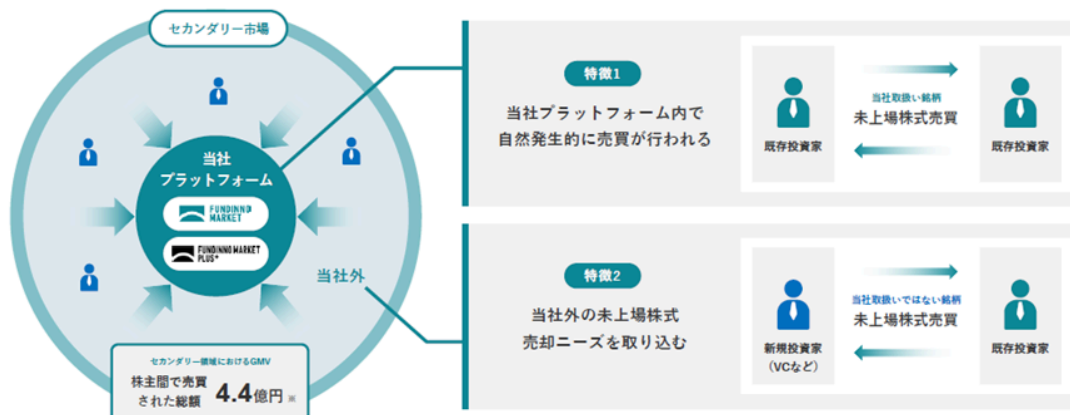 セカンダリー市場
当社
プラットフォーム
FUNDINNO
MARKET
FUNDINNO MARKET
PLUS+
当社外
セカンダリー領域におけるGMV
株主間で売買
された総額
4.4億円 ※
特徴1
当社プラットフォーム内で
自然発生的に売買が行われる
既存投資家
当社取扱い銘柄
未上場株式売買
既存投資家
特徴2
当社外の未上場株式
売却ニーズを取り込む
新規投資家
（VCなど）
当社取扱いではない銘柄
未上場株式売買
既存投資家